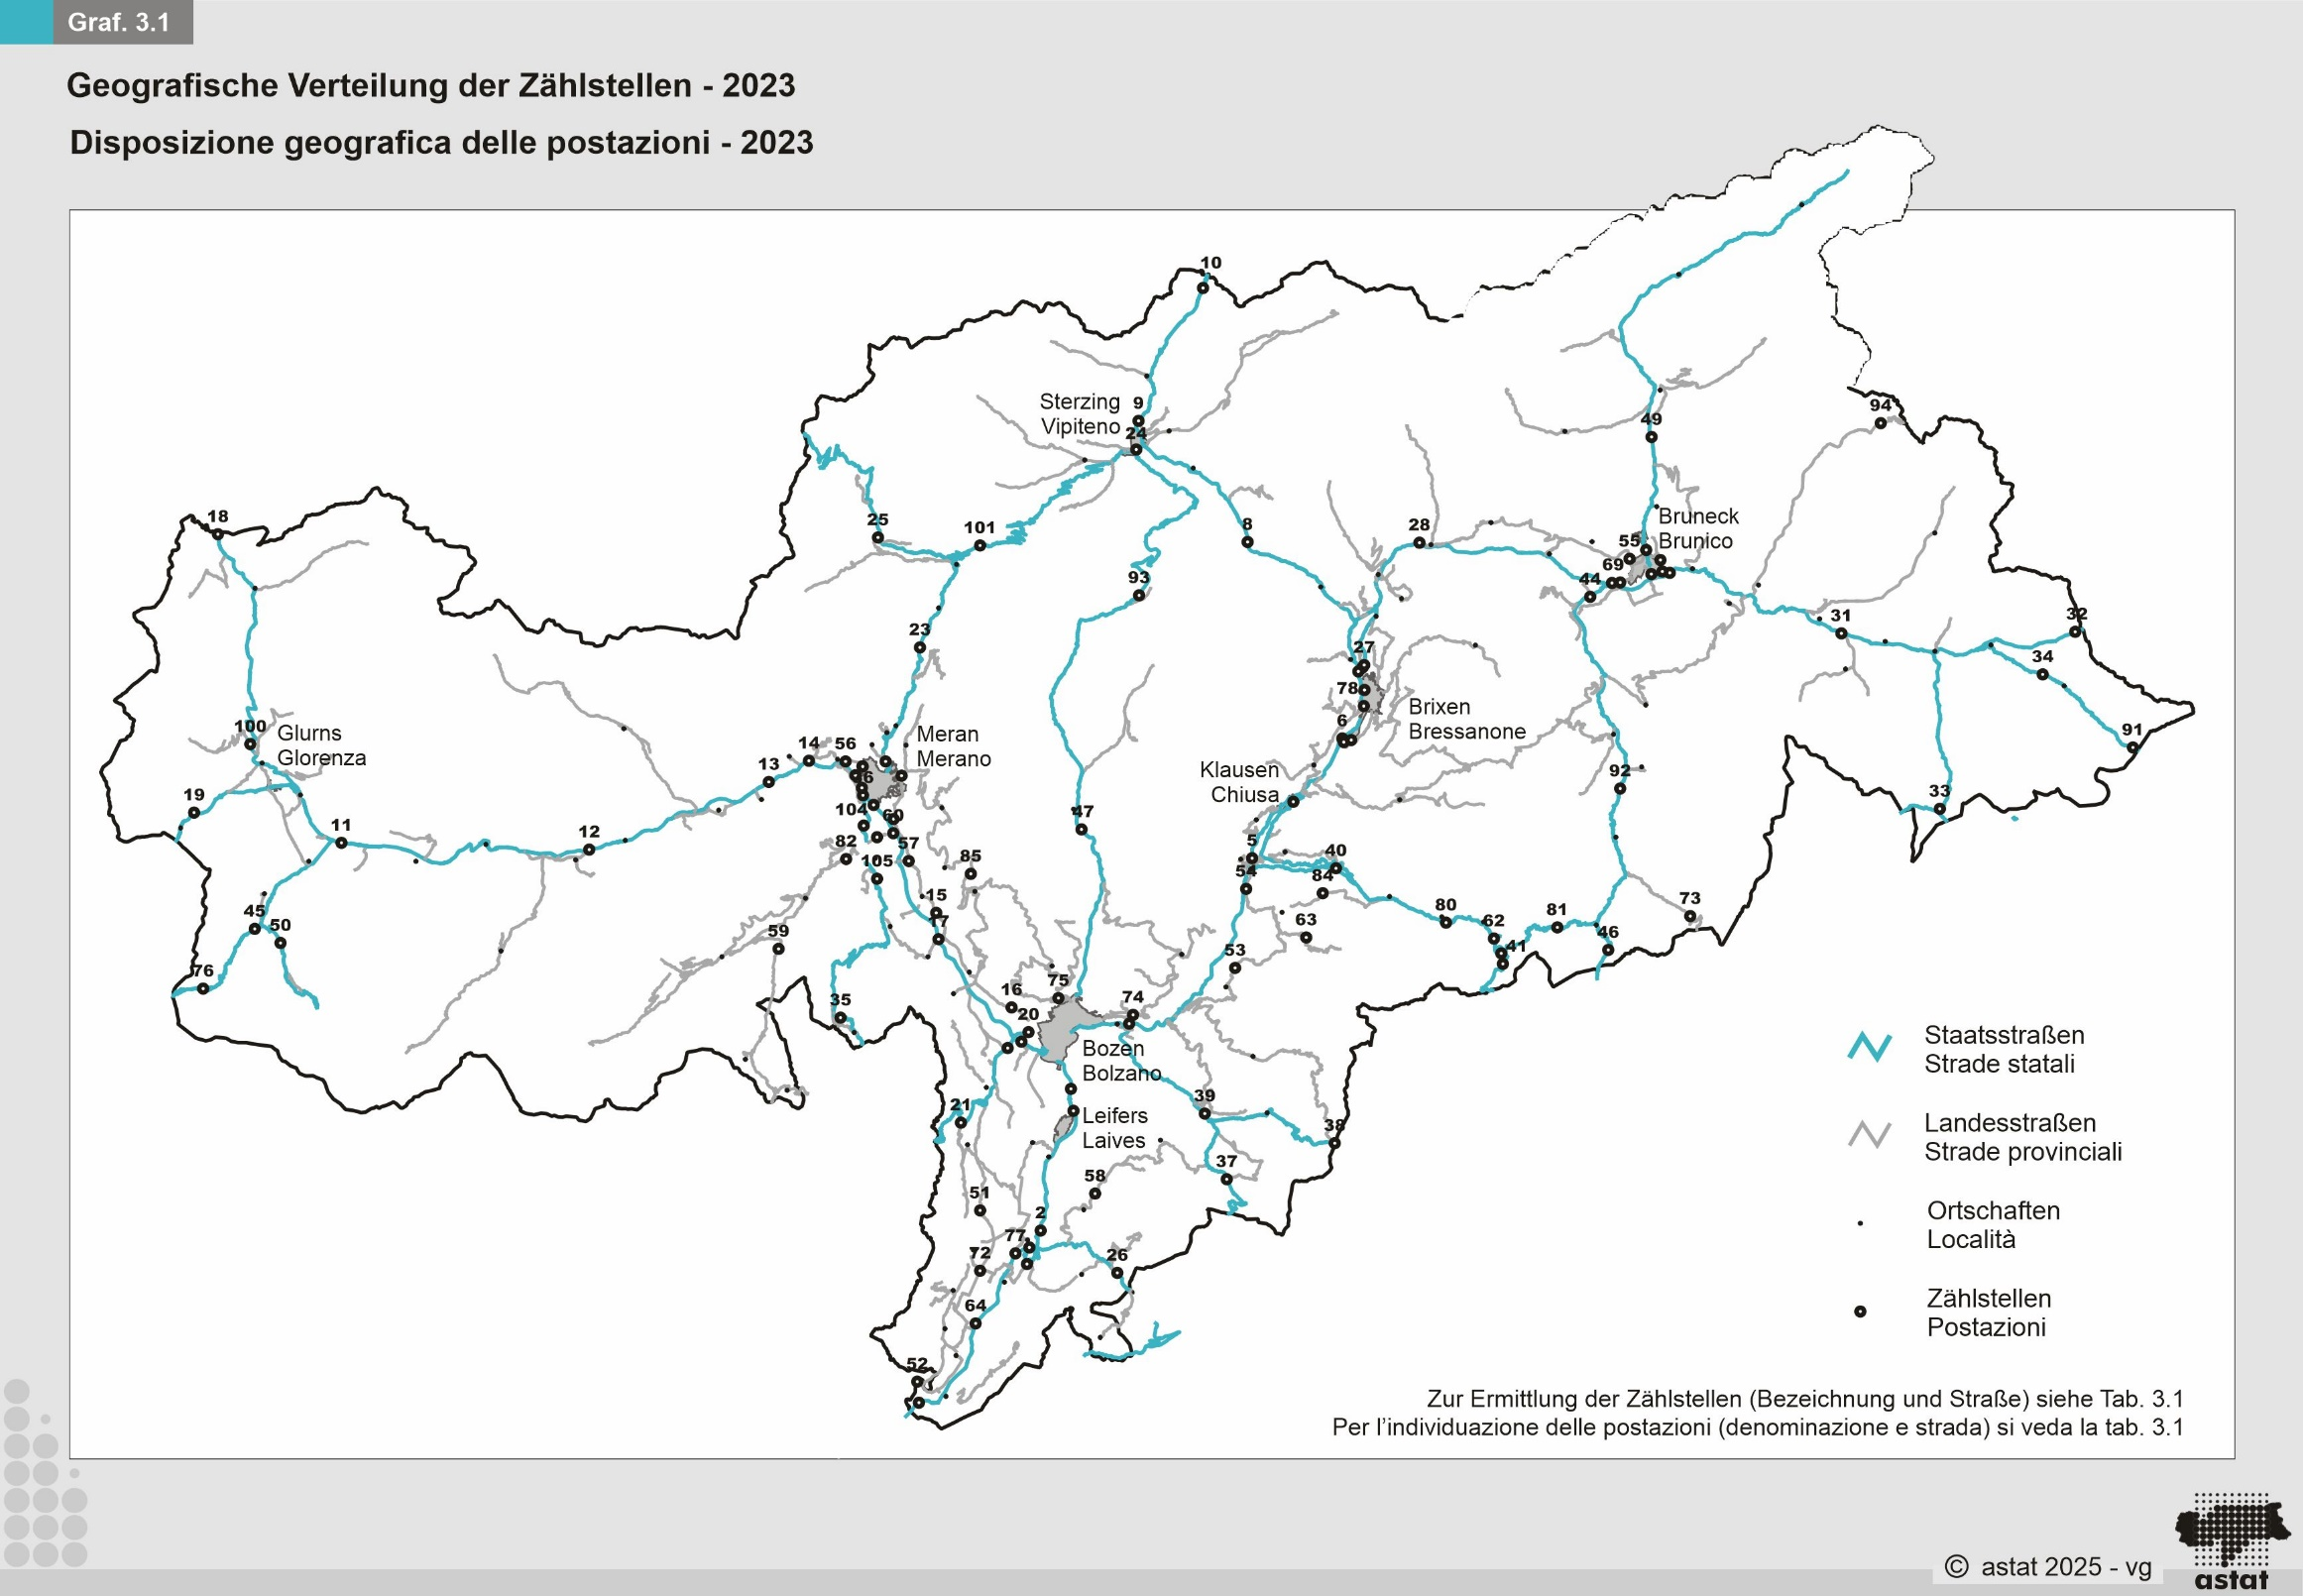 Graf. 3.1
Geografische Verteilung der Zählstellen - 2023
Disposizione geografica delle postazioni - 2023
10
9
94
Sterzing
Vipiteno
24
49
18
25
101
8
28
Bruneck
Brunico
55
69
44
93
23
31
32
27
34
78
100
Glurns
Glorenza
Meran
Merano
6
Brixen
Bressanone
91
14
56
13
Klausen
Chiusa
92
19
33
104
60
47
11
12
82
57
5
40
105
85
54
84
45
50
15
17
63
80
62
81
73
46
41
59
53
76
75
35
16
20
74
Bozen
Bolzano
21
39
Leifers
Laives
38
37
58
51
2
77
72
26
64
52
Staatsstraßen
Strade statali
Landesstraßen
Strade provinciali
Ortschaften
Località
Zählstellen
Postazioni
Zur Ermittlung der Zählstellen (Bezeichnung und Straße) siehe Tab. 3.1
Per l'individuazione delle postazioni (denominazione e strada) si veda la tab. 3.1
© astat 2025 - vg
astat